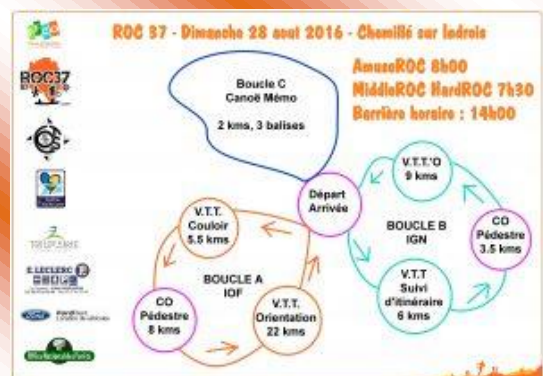 ROC 37 - Dimanche 28 aout 2016 - Chemillé sur Indrois
AmuseROC 8h00
MiddleROC HardROC 7h30
Barrière horaire : 14h00
Boucle C
Canoë Mémo
2 kms, 3 balises
Départ
Arrivée
V.T.T.
Couloir
5.5 kms
BOUCLE A
IOF
CO
Pédestre
8 kms
V.T.T.
Orientation
22 kms
V.T.T.'O
9 kms
BOUCLE B
IGN
CO
Pédestre
3.5 kms
V.T.T
Suivi
d'itinéraire
6 kms
ROC37
E.LECLERC
Ford